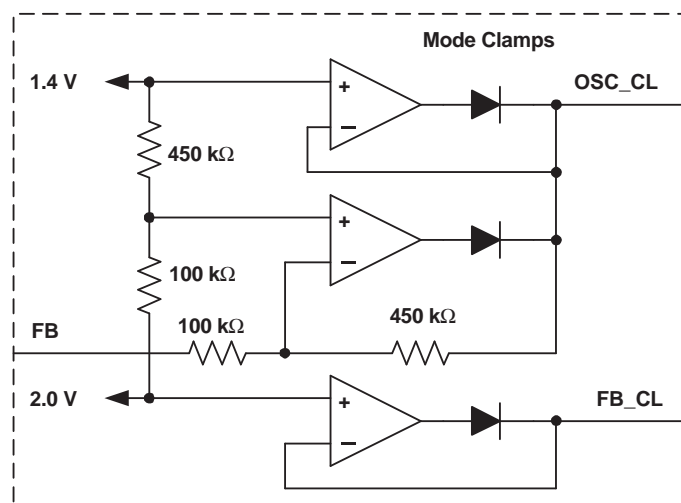 Mode Clamps
1.4 V
+
OSC_CL
−
450 kΩ
+
−
100 kΩ
FB
100 kΩ
450 kΩ
2.0 V
+
FB_CL
−